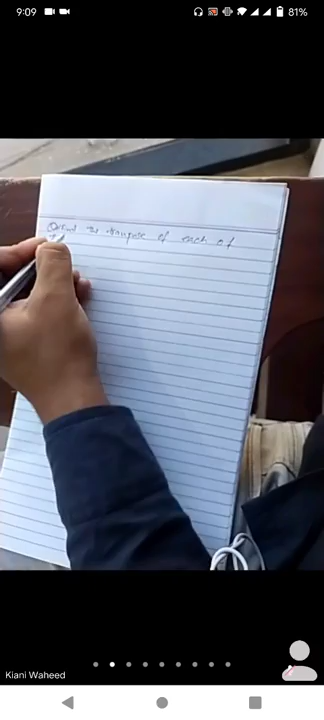 9:09
81%
Q: Find the transpose of each of
Kiani Waheed